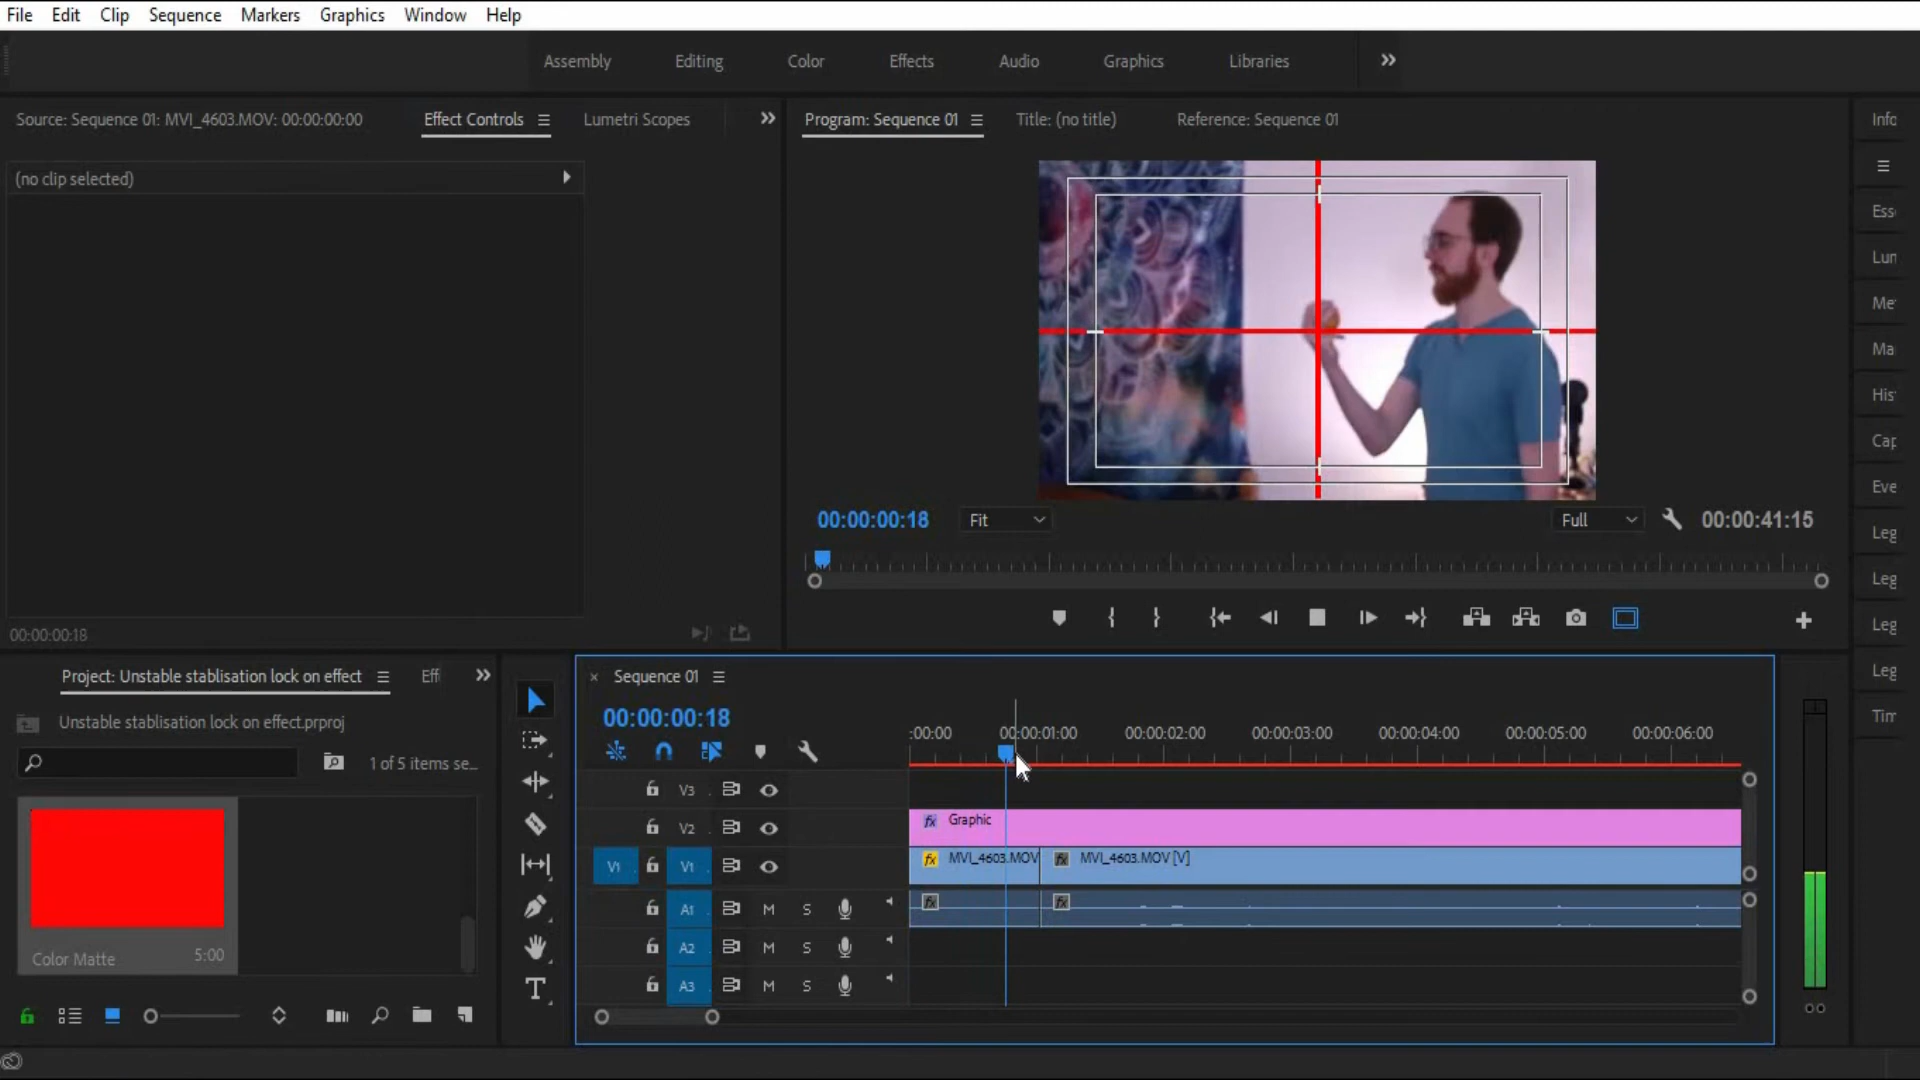 File Edit Clip Sequence Markers Graphics Window Help
Assembly Editing Color Effects Audio Graphics Libraries
Source: Sequence 01: MVI_4603.MOV: 00:00:00:00 Effect Controls Lumetri Scopes
Program: Sequence 01 Title: (no title) Reference: Sequence 01
(no clip selected)
00:00:00:18
00:00:00:18 Fit Full 00:00:41:15
Info
Ess
Lun
Me
Ma
His
Cap
Eve
Leg
Leg
Leg
Leg
Tim
Project: Unstable stablisation lock on effect Eff
Unstable stablisation lock on effect.prproj
1 of 5 items se...
Color Matte 5:00
Sequence 01
00:00:00:18
:00:00 00:00:01:00 00:00:02:00 00:00:03:00 00:00:04:00 00:00:05:00 00:00:06:00
V3
V2 fx Graphic
V1 V1 fx MVI_4603.MOV fx MVI_4603.MOV [V]
A1 M S fx fx
A2 M S
A3 M S